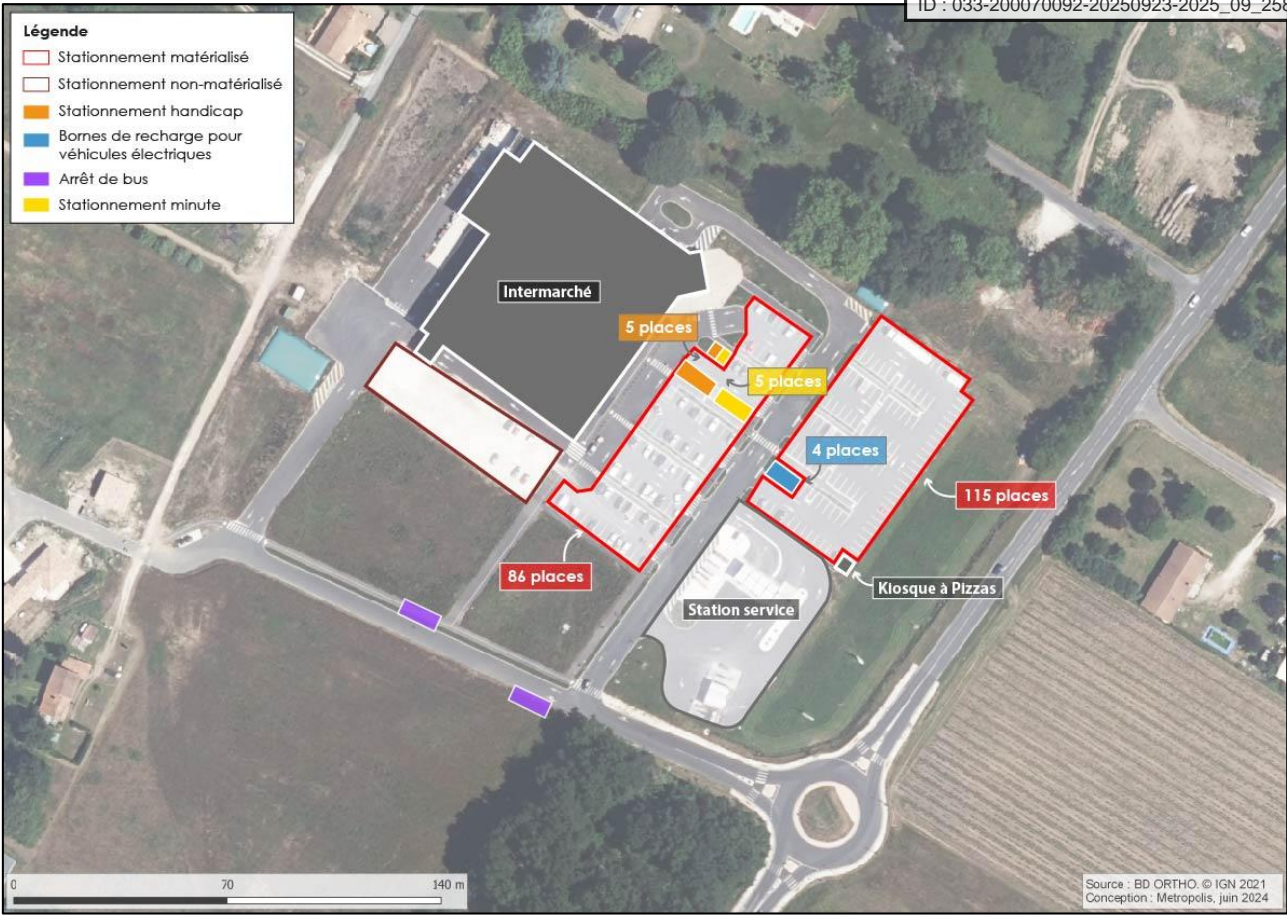 ID : 033-200070092-20250923-2025_09_258
Légende
Stationnement matérialisé
Stationnement non-matérialisé
Stationnement handicap
Bornes de recharge pour
véhicules électriques
Arrêt de bus
Stationnement minute
Intermarché
5 places
5 places
4 places
115 places
86 places
Kiosque à Pizzas
Station service
0 70 140 m
Source : BD ORTHO. © IGN 2021
Conception : Metropolis, juin 2024